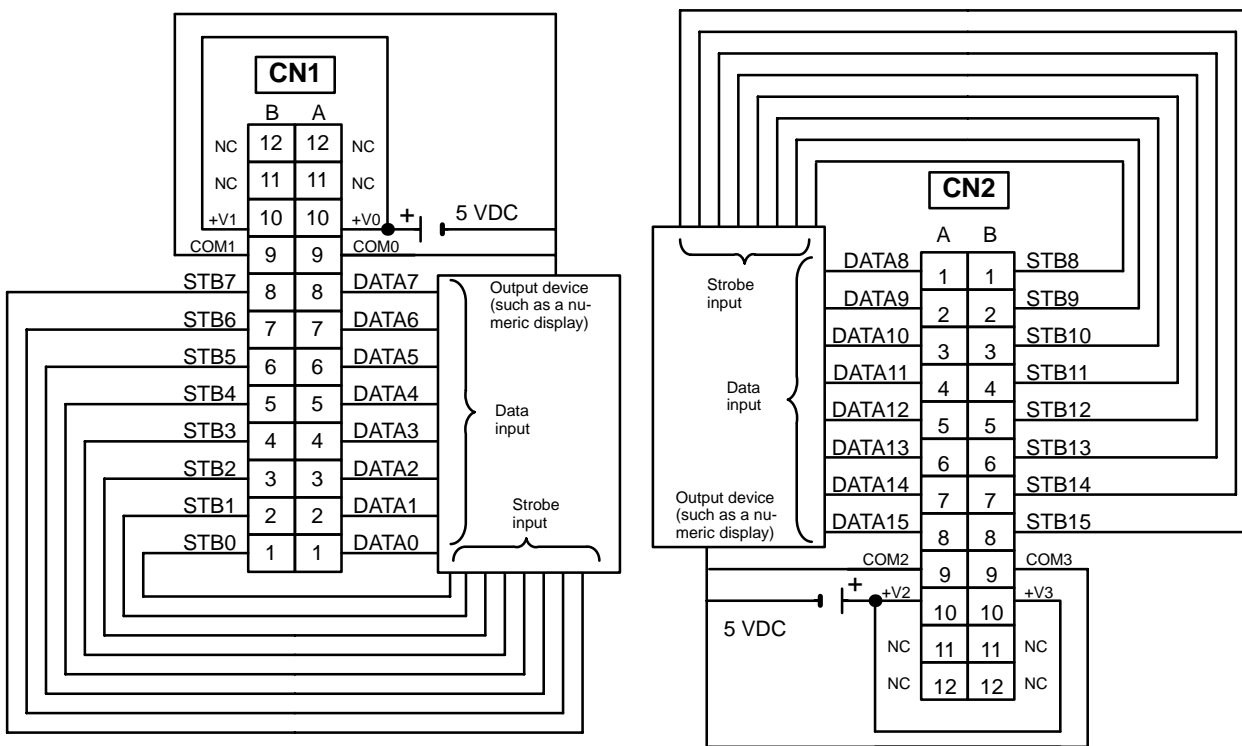 CN1
B A
NC 12 12 NC
NC 11 11 NC
+V1 10 10 +V0 + 5 VDC
COM1 9 9 COM0
STB7 8 8 DATA7
STB6 7 7 DATA6
STB5 6 6 DATA5
STB4 5 5 DATA4
STB3 4 4 DATA3
STB2 3 3 DATA2
STB1 2 2 DATA1
STB0 1 1 DATA0
Output device
(such as a nu-
meric display)
Data
input
Strobe
input
CN2
A B
DATA8 1 1 STB8
DATA9 2 2 STB9
DATA10 3 3 STB10
DATA11 4 4 STB11
DATA12 5 5 STB12
DATA13 6 6 STB13
DATA14 7 7 STB14
DATA15 8 8 STB15
COM2 9 9 COM3
+ +V2 10 10 +V3
5 VDC
NC 11 11 NC
NC 12 12 NC
Strobe
input
Data
input
Output device
(such as a nu-
meric display)